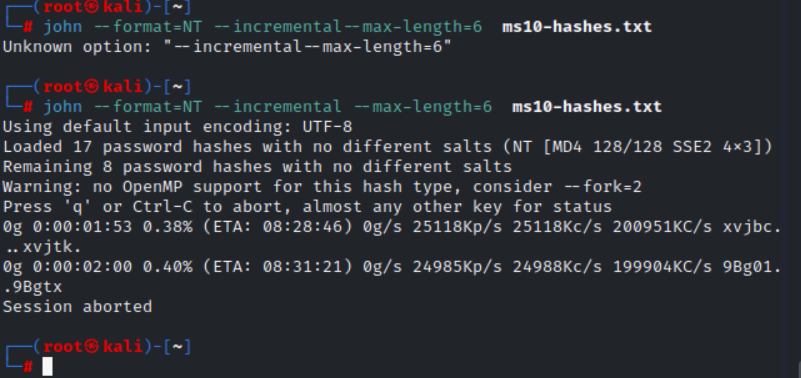 ┌──(root㉿kali)-[~]
└─# john --format=NT --incremental--max-length=6  ms10-hashes.txt
Unknown option: "--incremental--max-length=6"
┌──(root㉿kali)-[~]
└─# john --format=NT --incremental --max-length=6  ms10-hashes.txt
Using default input encoding: UTF-8
Loaded 17 password hashes with no different salts (NT [MD4 128/128 SSE2 4×3])
Remaining 8 password hashes with no different salts
Warning: no OpenMP support for this hash type, consider --fork=2
Press 'q' or Ctrl-C to abort, almost any other key for status
0g 0:00:01:53 0.38% (ETA: 08:28:46) 0g/s 25118Kp/s 25118Kc/s 200951KC/s xvjbc.
..xvjtk.
0g 0:00:02:00 0.40% (ETA: 08:31:21) 0g/s 24985Kp/s 24988Kc/s 199904KC/s 9Bg01.
.9Bgtx
Session aborted
┌──(root㉿kali)-[~]
└─#